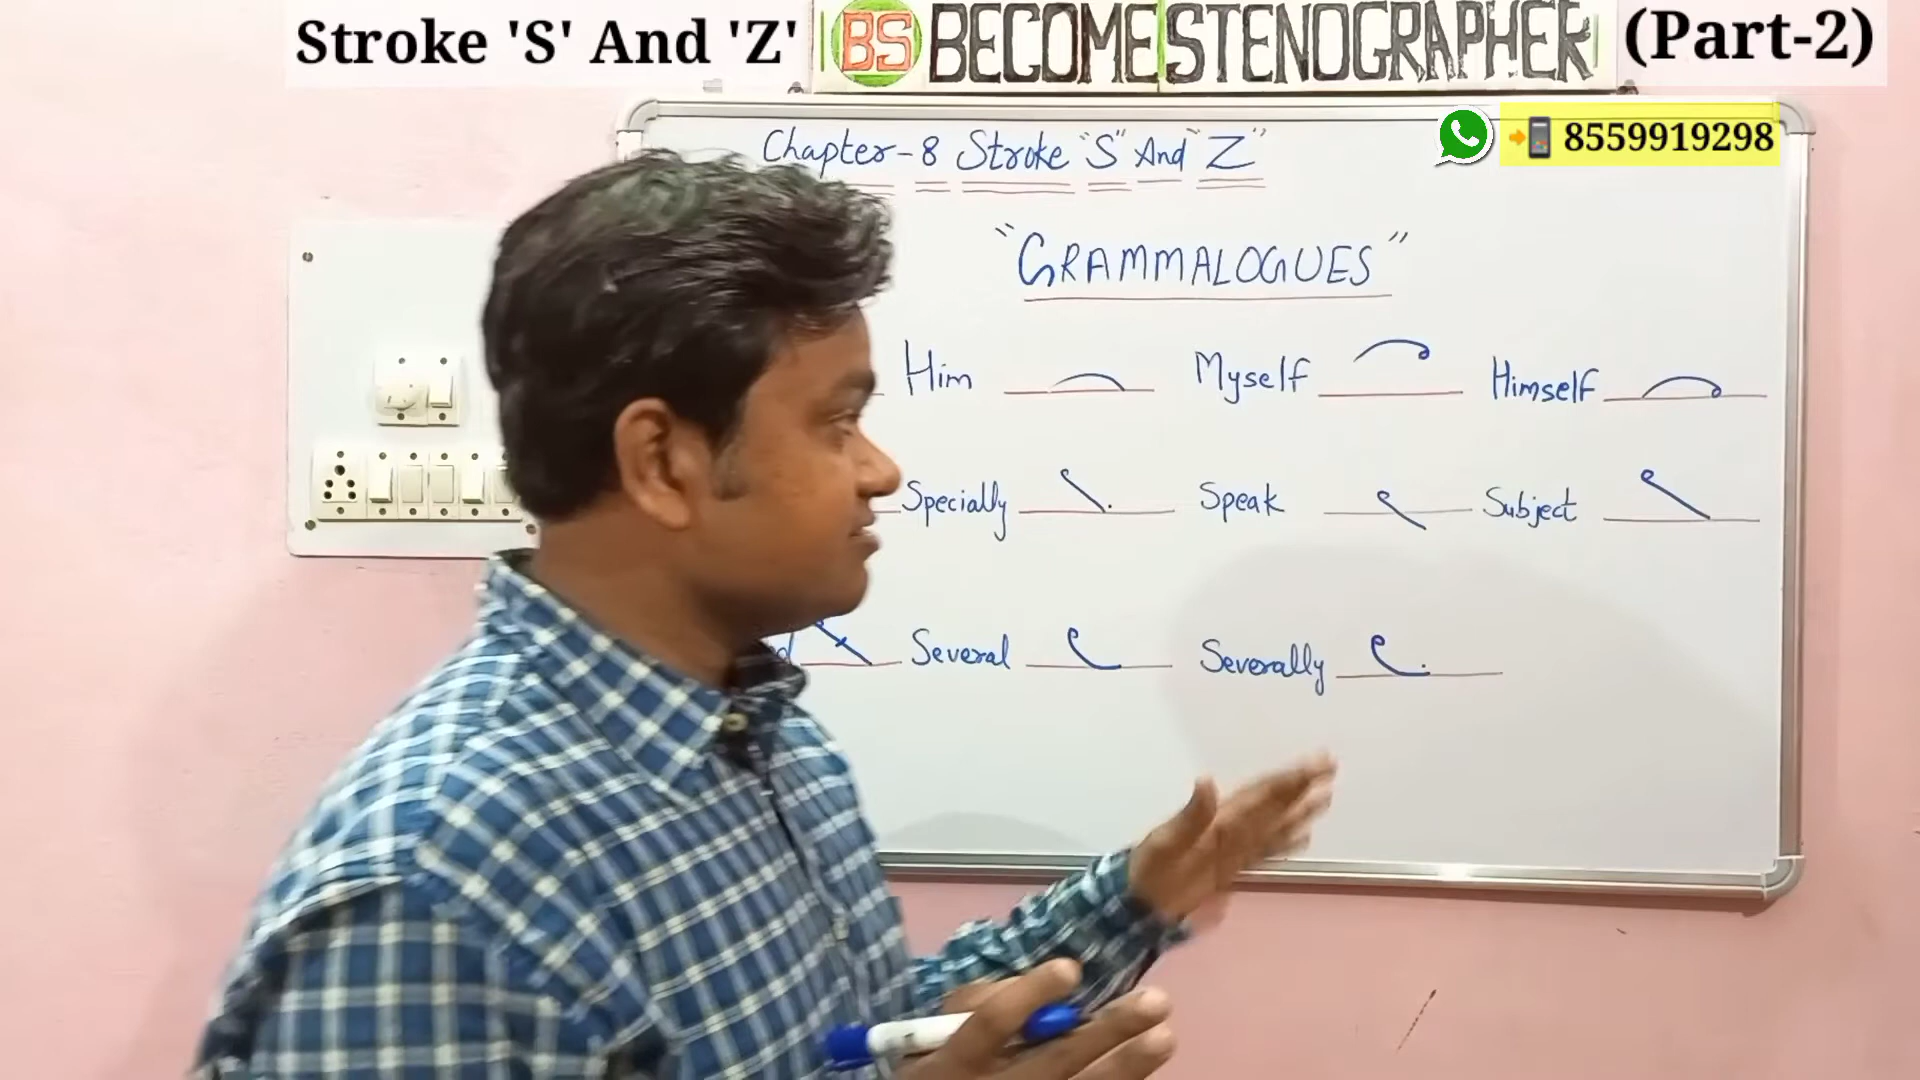 Stroke 'S' And 'Z' BS BECOME STENOGRAPHER (Part-2)
8559919298
Chapter-8 Stroke "S" And "Z"
"GRAMMALOGUES"
Him Myself Himself
Specially Speak Subject
Several Severally